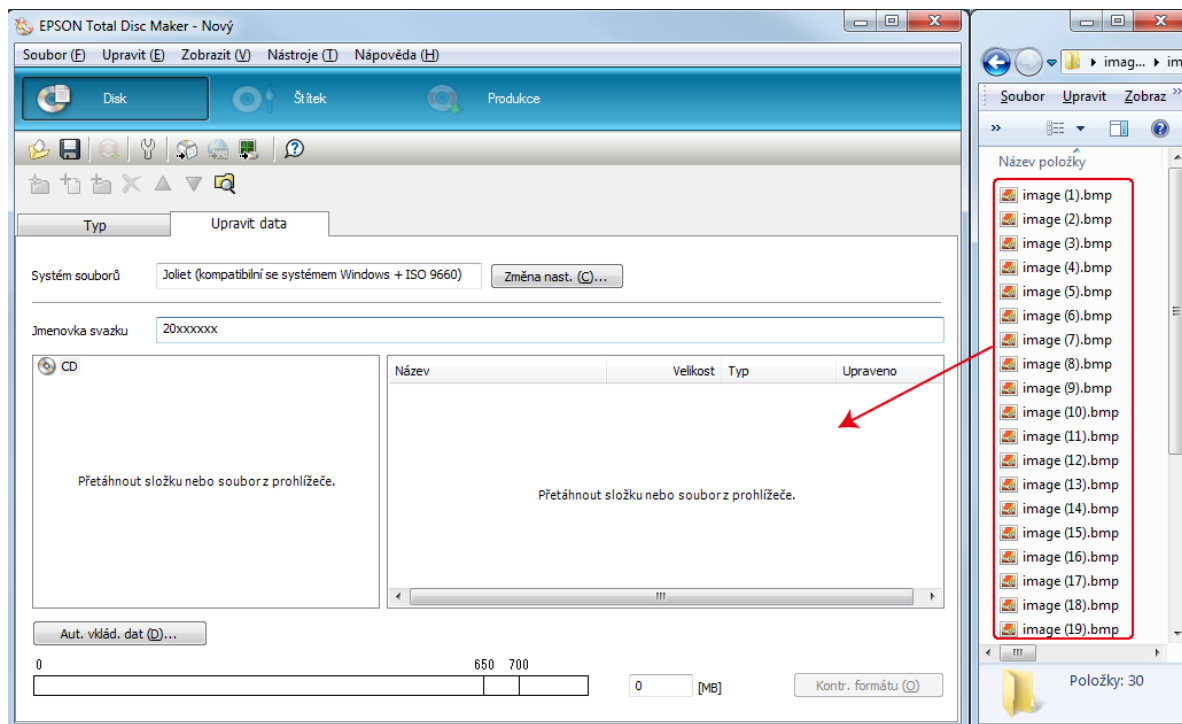 EPSON Total Disc Maker - Nový
Soubor (F) Upravit (E) Zobrazit (V) Nástroje (T) Nápověda (H)
Disk
Štítek
Produkce
Typ
Upravit data
Systém souborů
Joliet (kompatibilní se systémem Windows + ISO 9660)
Změna nast. (C)...
Jmenovka svazku
20xxxxxx
CD
Přetáhnout složku nebo soubor z prohlížeče.
Název Velikost Typ Upraveno
Přetáhnout složku nebo soubor z prohlížeče.
Aut. vklád. dat (D)...
0 650 700
0 [MB]
Kontr. formátu (O)
imag... im
Soubor Upravit Zobraz »
»
Název položky
image (1).bmp
image (2).bmp
image (3).bmp
image (4).bmp
image (5).bmp
image (6).bmp
image (7).bmp
image (8).bmp
image (9).bmp
image (10).bmp
image (11).bmp
image (12).bmp
image (13).bmp
image (14).bmp
image (15).bmp
image (16).bmp
image (17).bmp
image (18).bmp
image (19).bmp
Položky: 30